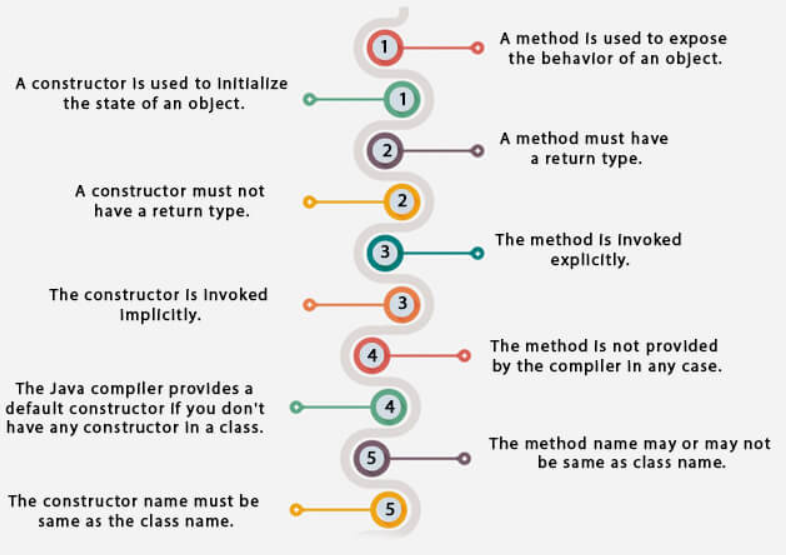 1
A method is used to expose
the behavior of an object.
A constructor is used to initialize
the state of an object.
1
2
A method must have
a return type.
A constructor must not
have a return type.
2
3
The method is invoked
explicitly.
The constructor is invoked
implicitly.
3
4
The method is not provided
by the compiler in any case.
The Java compiler provides a
default constructor if you don't
have any constructor in a class.
4
5
The method name may or may not
be same as class name.
The constructor name must be
same as the class name.
5